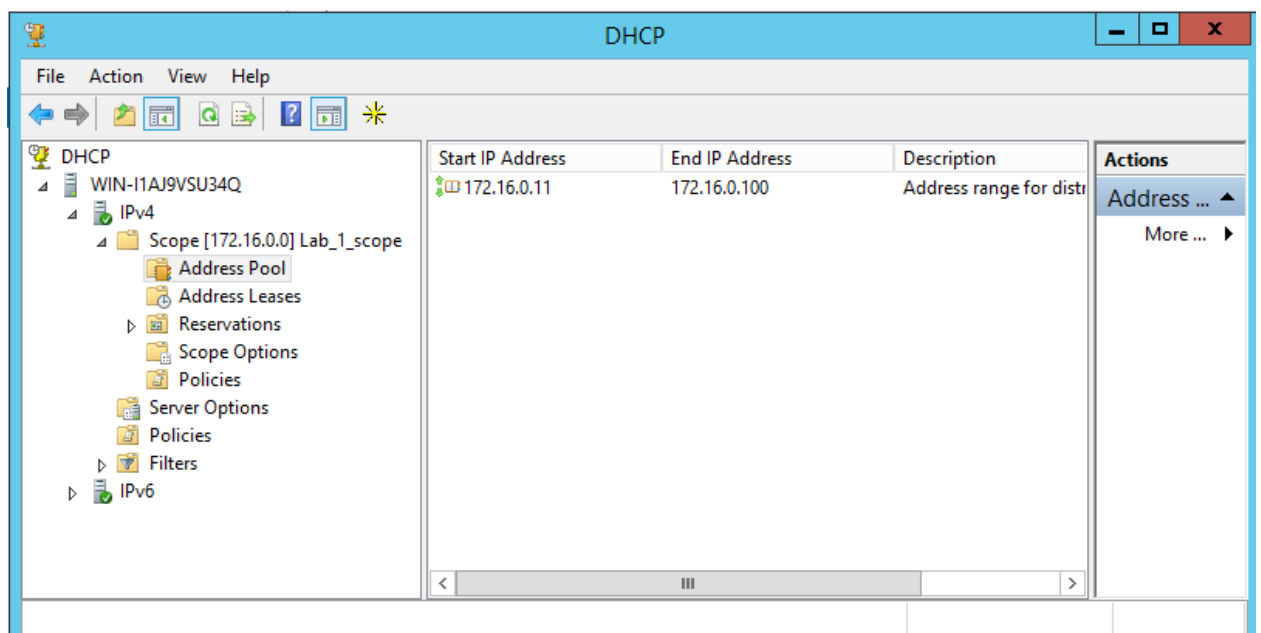 DHCP
File Action View Help
DHCP
WIN-I1AJ9VSU34Q
IPv4
Scope [172.16.0.0] Lab_1_scope
Address Pool
Address Leases
Reservations
Scope Options
Policies
Server Options
Policies
Filters
IPv6
Start IP Address End IP Address Description
172.16.0.11 172.16.0.100 Address range for distr
Actions
Address ...
More ...